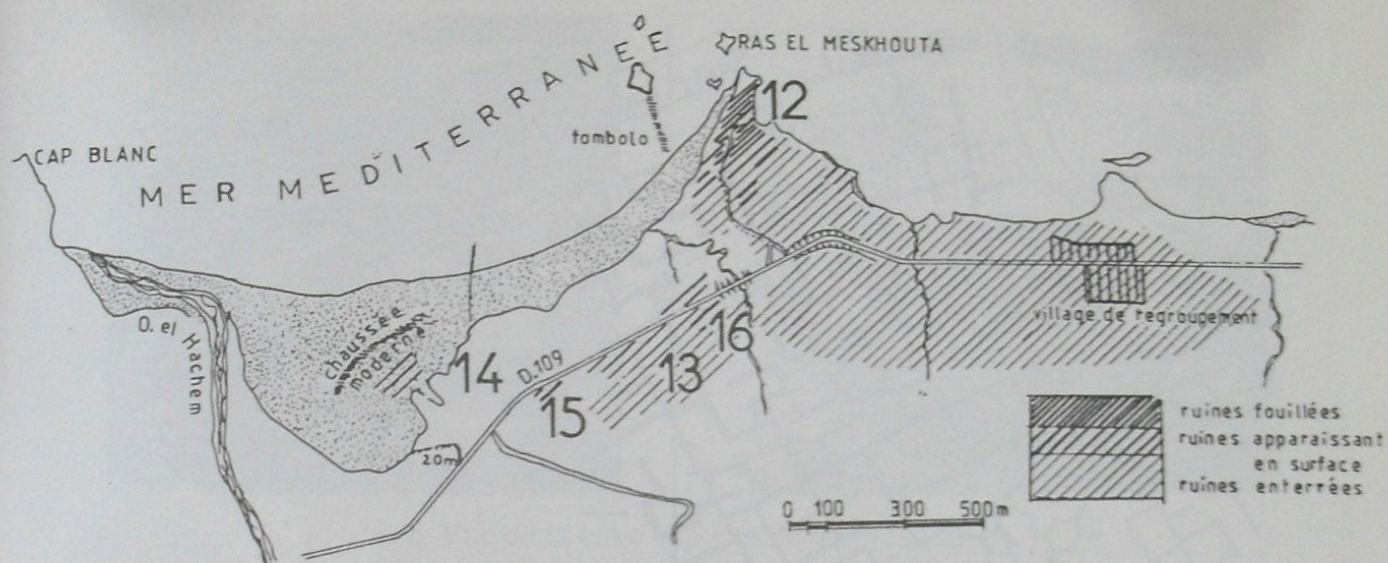 MER MEDITERRANEE
RAS EL MESKHOUTA
12
tombolo
CAP BLANC
O. el Hachem
chaussée
moderne
14
D.109
16
13
15
20m
village de regroupement
ruines fouillées
ruines apparaissant
en surface
ruines enterrées
0 100 300 500m